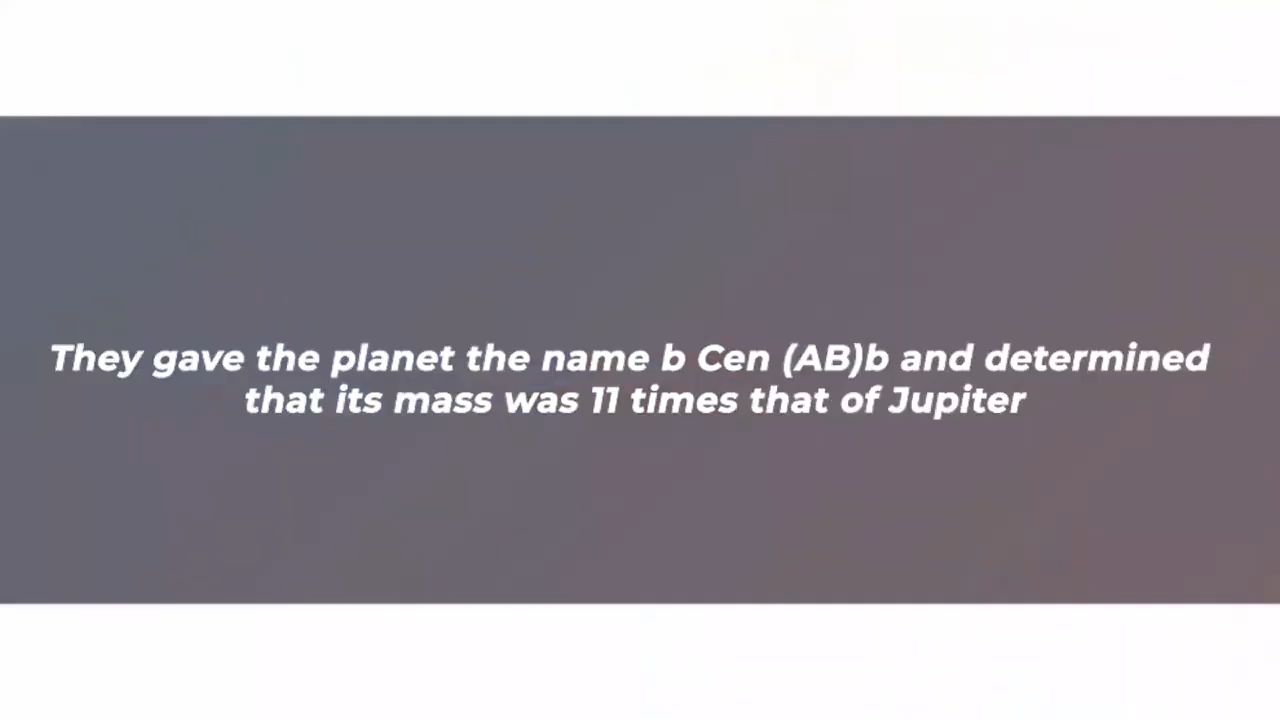 They gave the planet the name b Cen (AB)b and determined
that its mass was 11 times that of Jupiter